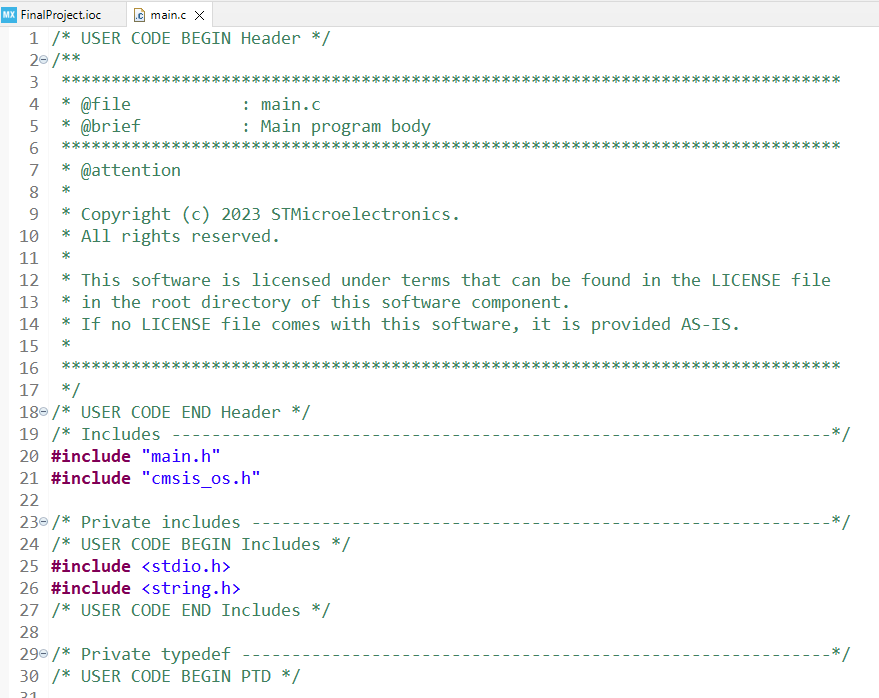 MX FinalProject.ioc
.c main.c
1 /* USER CODE BEGIN Header */
2 /**
3 ******************************************************************************
4 * @file           : main.c
5 * @brief          : Main program body
6 ******************************************************************************
7 * @attention
8 *
9 * Copyright (c) 2023 STMicroelectronics.
10 * All rights reserved.
11 *
12 * This software is licensed under terms that can be found in the LICENSE file
13 * in the root directory of this software component.
14 * If no LICENSE file comes with this software, it is provided AS-IS.
15 *
16 ******************************************************************************
17 */
18 /* USER CODE END Header */
19 /* Includes ------------------------------------------------------------------*/
20 #include "main.h"
21 #include "cmsis_os.h"
22
23 /* Private includes ----------------------------------------------------------*/
24 /* USER CODE BEGIN Includes */
25 #include <stdio.h>
26 #include <string.h>
27 /* USER CODE END Includes */
28
29 /* Private typedef -----------------------------------------------------------*/
30 /* USER CODE BEGIN PTD */
31